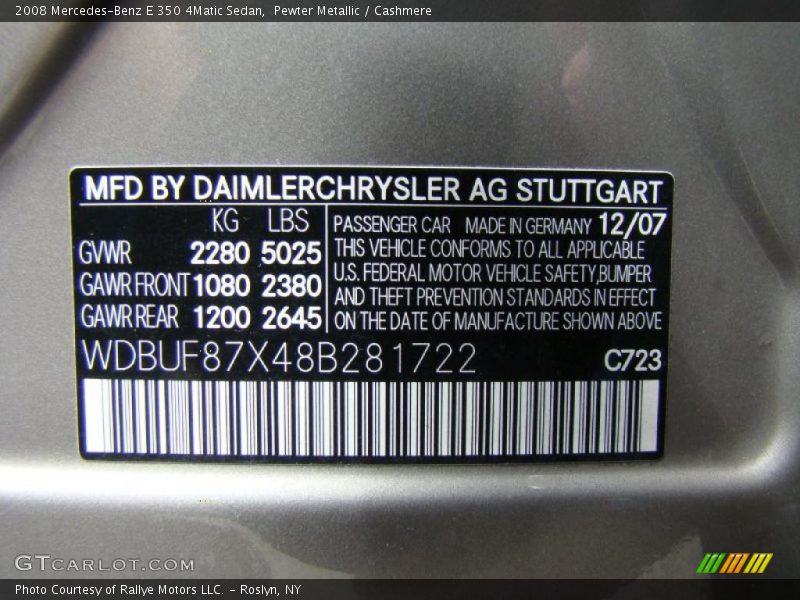 2008 Mercedes-Benz E 350 4Matic Sedan, Pewter Metallic / Cashmere
MFD BY DAIMLERCHRYSLER AG STUTTGART
KG LBS
GVWR 2280 5025
GAWR FRONT 1080 2380
GAWR REAR 1200 2645
PASSENGER CAR MADE IN GERMANY 12/07
THIS VEHICLE CONFORMS TO ALL APPLICABLE
U.S. FEDERAL MOTOR VEHICLE SAFETY,BUMPER
AND THEFT PREVENTION STANDARDS IN EFFECT
ON THE DATE OF MANUFACTURE SHOWN ABOVE
WDBUF87X48B281722 C723
GTCARLOT.COM
Photo Courtesy of Rallye Motors LLC. - Roslyn, NY